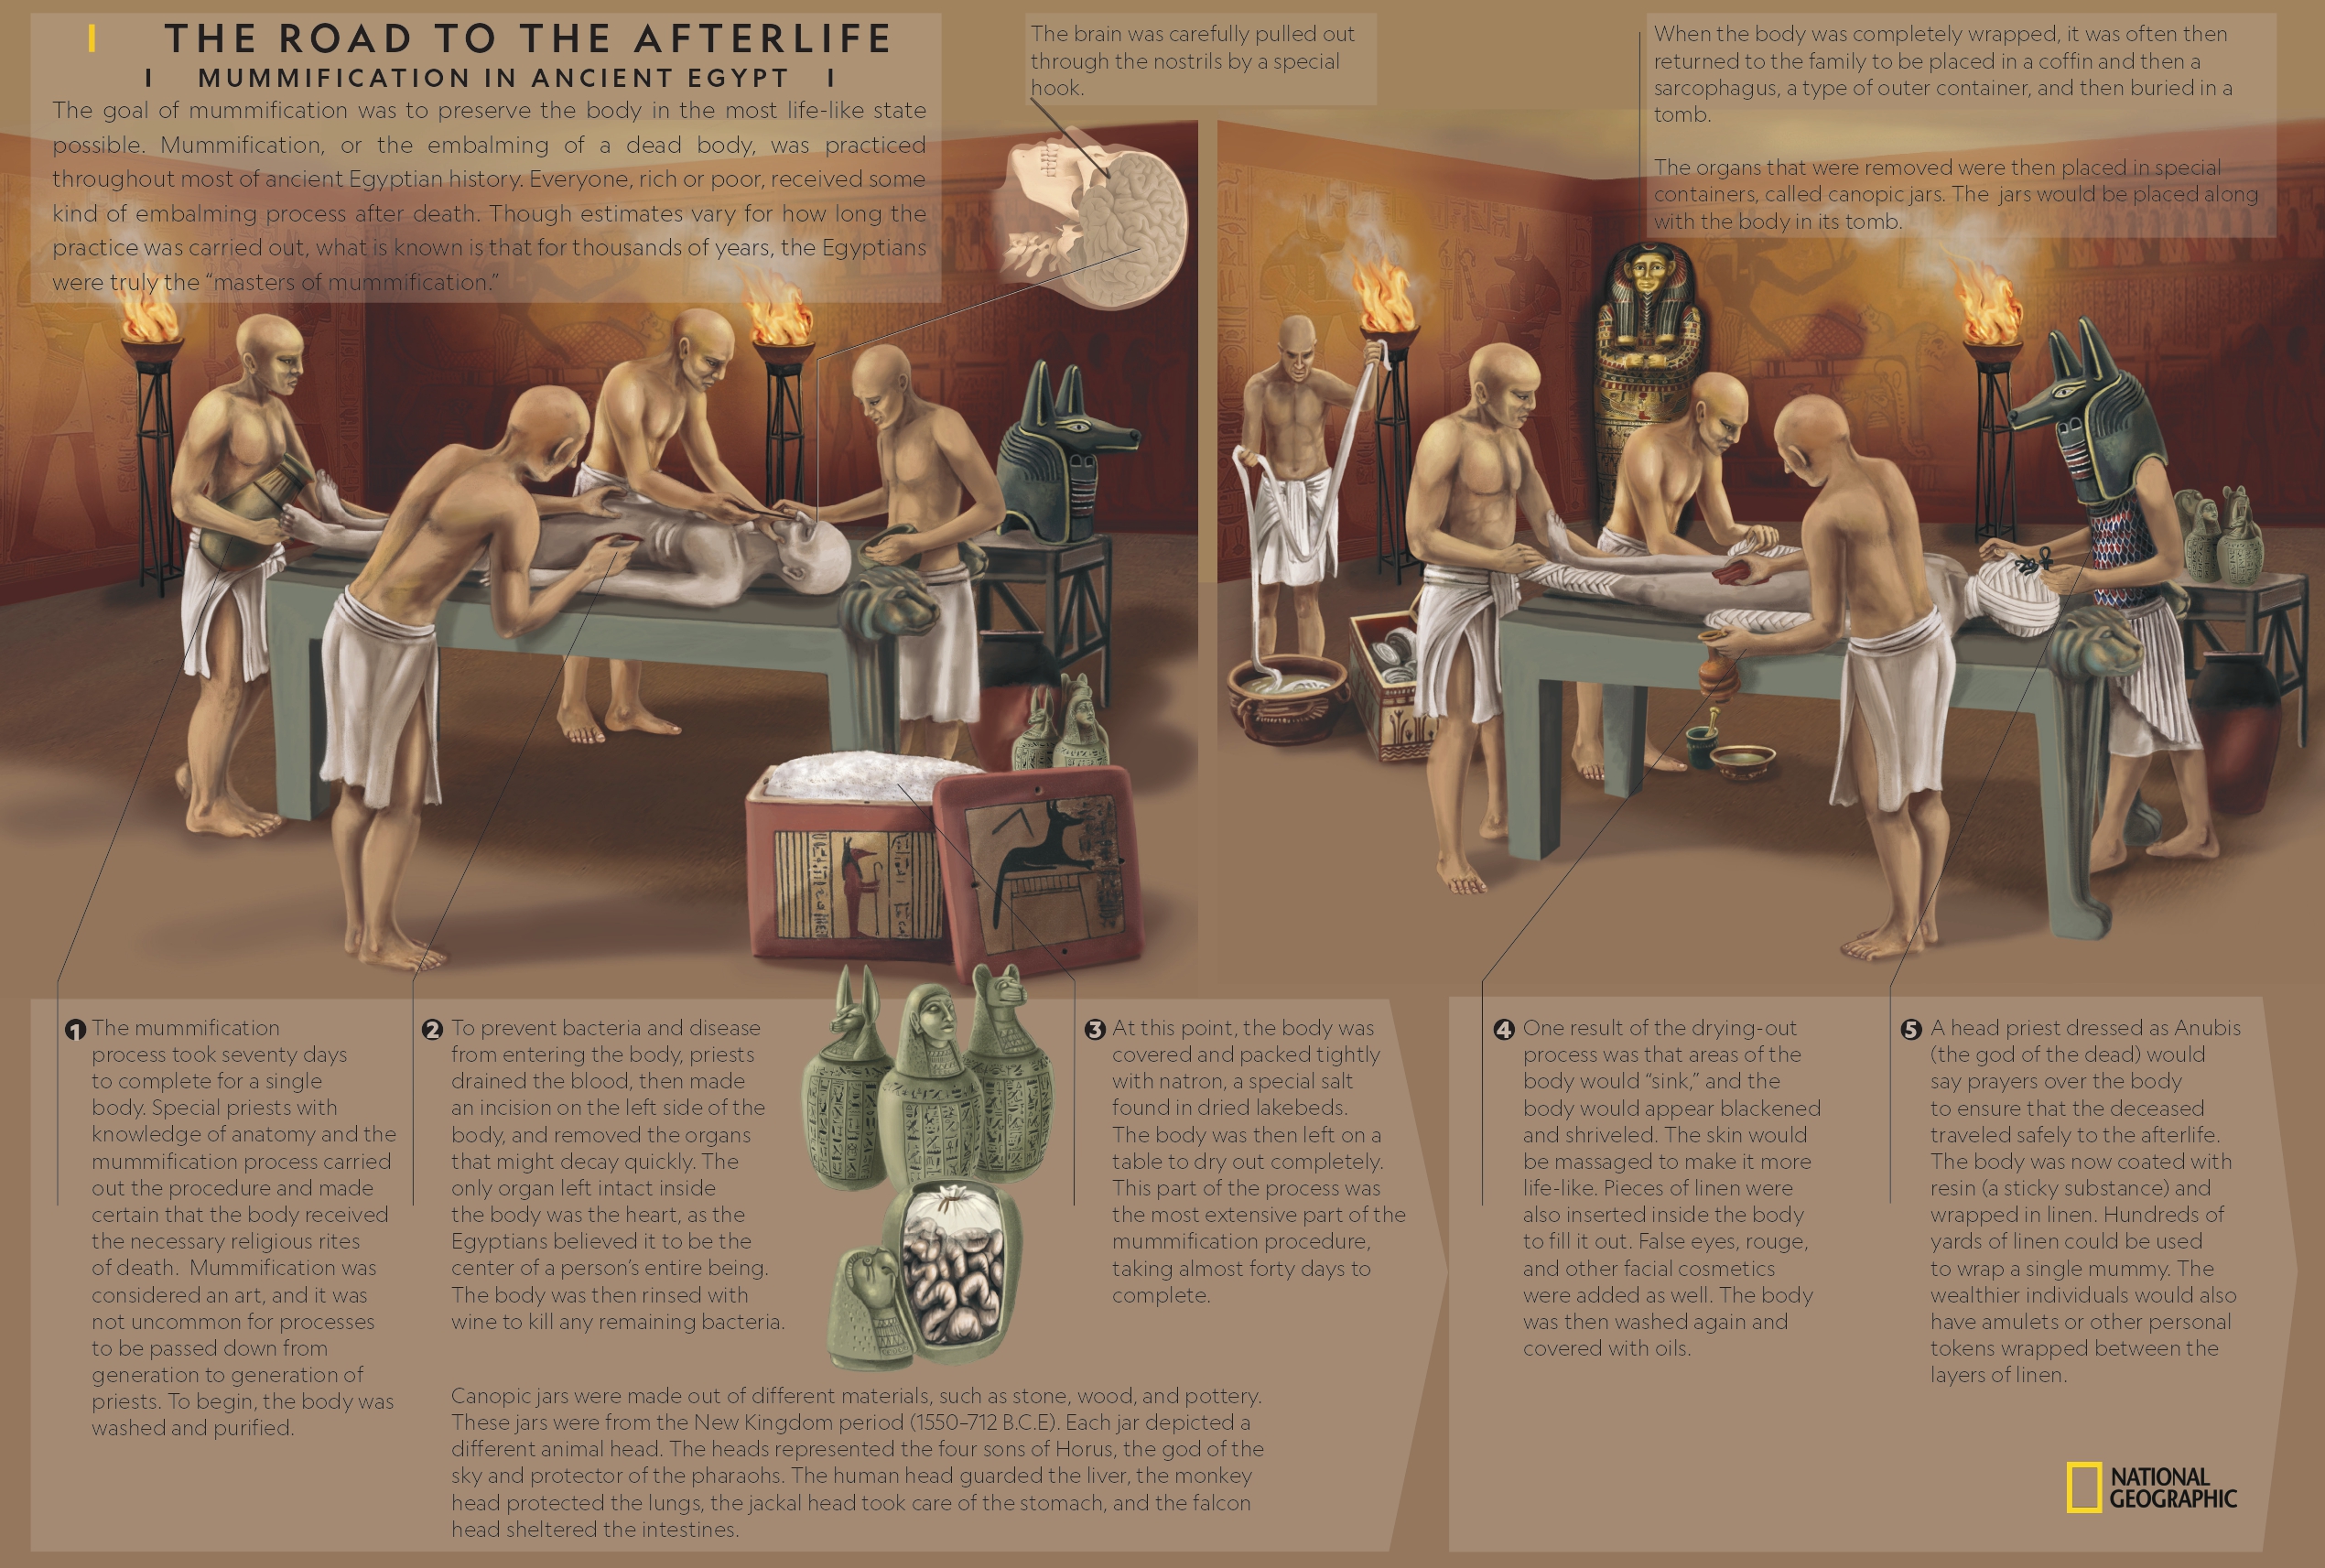 THE ROAD TO THE AFTERLIFE
MUMMIFICATION IN ANCIENT EGYPT
The goal of mummification was to preserve the body in the most life-like state
possible. Mummification, or the embalming of a dead body, was practiced
throughout most of ancient Egyptian history. Everyone, rich or poor, received some
kind of embalming process after death. Though estimates vary for how long the
practice was carried out, what is known is that for thousands of years, the Egyptians
were truly the “masters of mummification.”
The brain was carefully pulled out
through the nostrils by a special
hook.
When the body was completely wrapped, it was often then
returned to the family to be placed in a coffin and then a
sarcophagus, a type of outer container, and then buried in a
tomb.
The organs that were removed were then placed in special
containers, called canopic jars. The jars would be placed along
with the body in its tomb.
1 The mummification
process took seventy days
to complete for a single
body. Special priests with
knowledge of anatomy and the
mummification process carried
out the procedure and made
certain that the body received
the necessary religious rites
of death. Mummification was
considered an art, and it was
not uncommon for processes
to be passed down from
generation to generation of
priests. To begin, the body was
washed and purified.
2 To prevent bacteria and disease
from entering the body, priests
drained the blood, then made
an incision on the left side of the
body, and removed the organs
that might decay quickly. The
only organ left intact inside
the body was the heart, as the
Egyptians believed it to be the
center of a person’s entire being.
The body was then rinsed with
wine to kill any remaining bacteria.
Canopic jars were made out of different materials, such as stone, wood, and pottery.
These jars were from the New Kingdom period (1550–712 B.C.E). Each jar depicted a
different animal head. The heads represented the four sons of Horus, the god of the
sky and protector of the pharaohs. The human head guarded the liver, the monkey
head protected the lungs, the jackal head took care of the stomach, and the falcon
head sheltered the intestines.
3 At this point, the body was
covered and packed tightly
with natron, a special salt
found in dried lakebeds.
The body was then left on a
table to dry out completely.
This part of the process was
the most extensive part of the
mummification procedure,
taking almost forty days to
complete.
4 One result of the drying-out
process was that areas of the
body would “sink,” and the
body would appear blackened
and shriveled. The skin would
be massaged to make it more
life-like. Pieces of linen were
also inserted inside the body
to fill it out. False eyes, rouge,
and other facial cosmetics
were added as well. The body
was then washed again and
covered with oils.
5 A head priest dressed as Anubis
(the god of the dead) would
say prayers over the body
to ensure that the deceased
traveled safely to the afterlife.
The body was now coated with
resin (a sticky substance) and
wrapped in linen. Hundreds of
yards of linen could be used
to wrap a single mummy. The
wealthier individuals would also
have amulets or other personal
tokens wrapped between the
layers of linen.
NATIONAL
GEOGRAPHIC